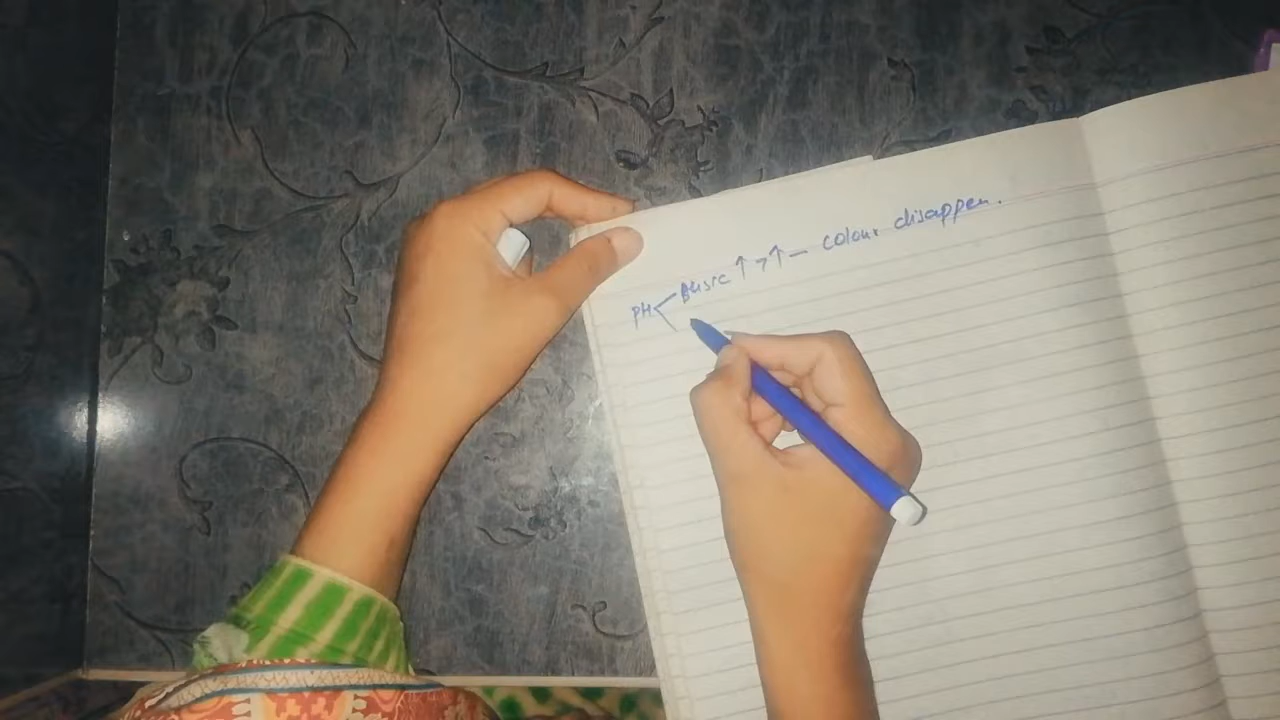 pH < Basic ↑ 7 ↑ — colour disappear.